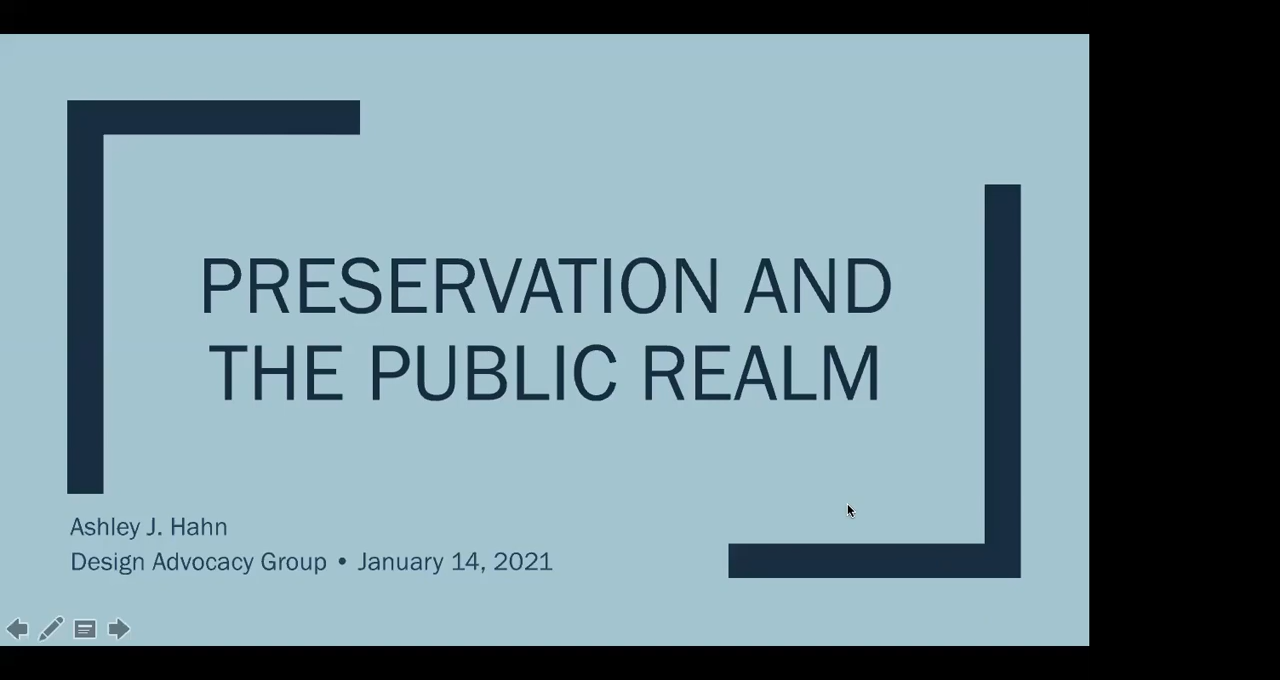 PRESERVATION AND
THE PUBLIC REALM
Ashley J. Hahn
Design Advocacy Group • January 14, 2021